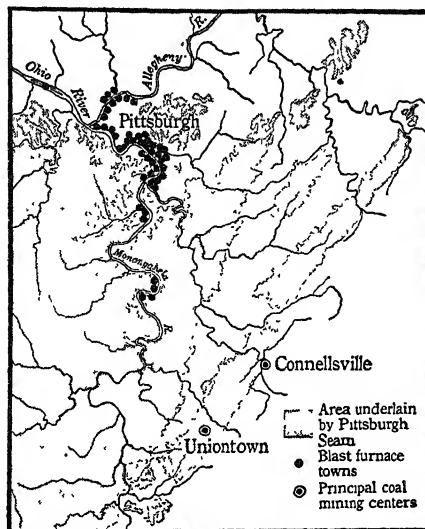 Allegheny
R.
Ohio
River
Pittsburgh
Monongahela
R.
Connellsville
Uniontown
Area underlain
by Pittsburgh
Seam
Blast furnace
towns
Principal coal
mining centers